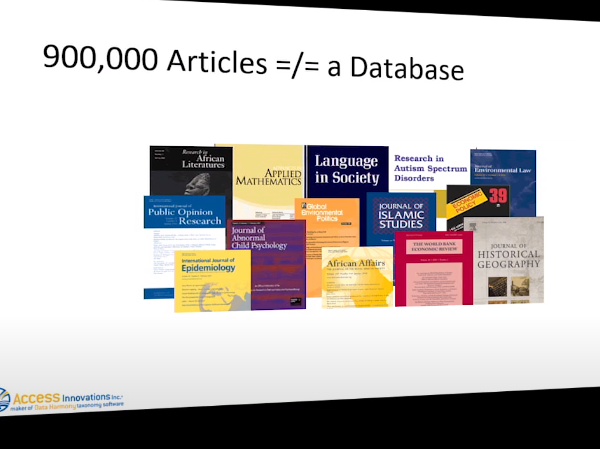 900,000 Articles =/= a Database
Research in
African
Literatures
APPLIED
MATHEMATICS
Language
in Society
Research in
Autism Spectrum
Disorders
Journal of
Environmental Law
39
International Journal of
Public Opinion
Research
Journal of
Abnormal
Child Psychology
Global
Environmental
Politics
JOURNAL OF
ISLAMIC
STUDIES
International Journal of
Epidemiology
African Affairs
THE WORLD BANK
ECONOMIC REVIEW
JOURNAL OF
HISTORICAL
GEOGRAPHY
Access Innovations Inc.
maker of Data Harmony taxonomy software